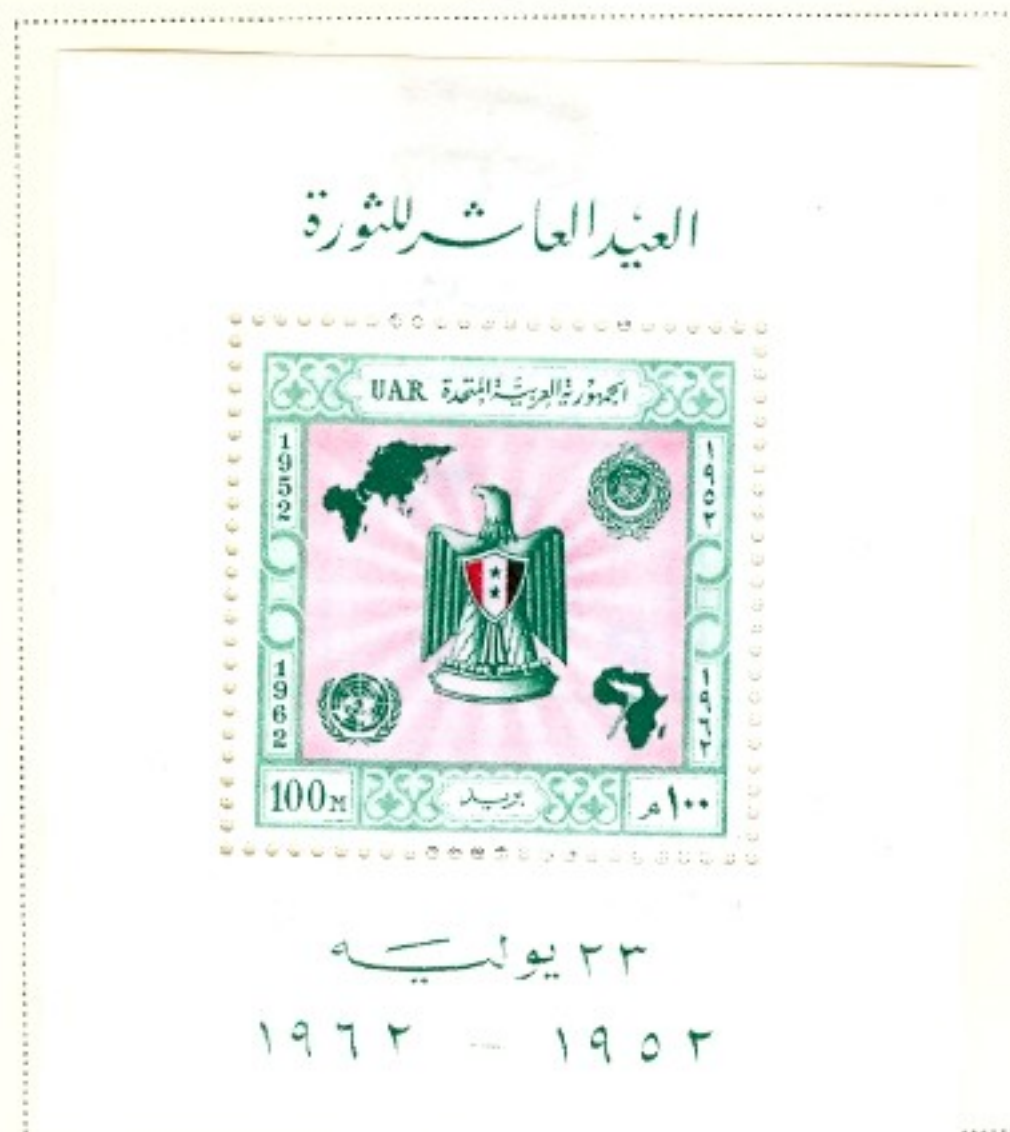 العيد العاشر للثورة
UAR الجمهورية العربية المتحدة
1952
١٩٥٢
1962
١٩٦٢
100M
بريد
١٠٠ م
٢٣ يوليه
١٩٥٢ - ١٩٦٢